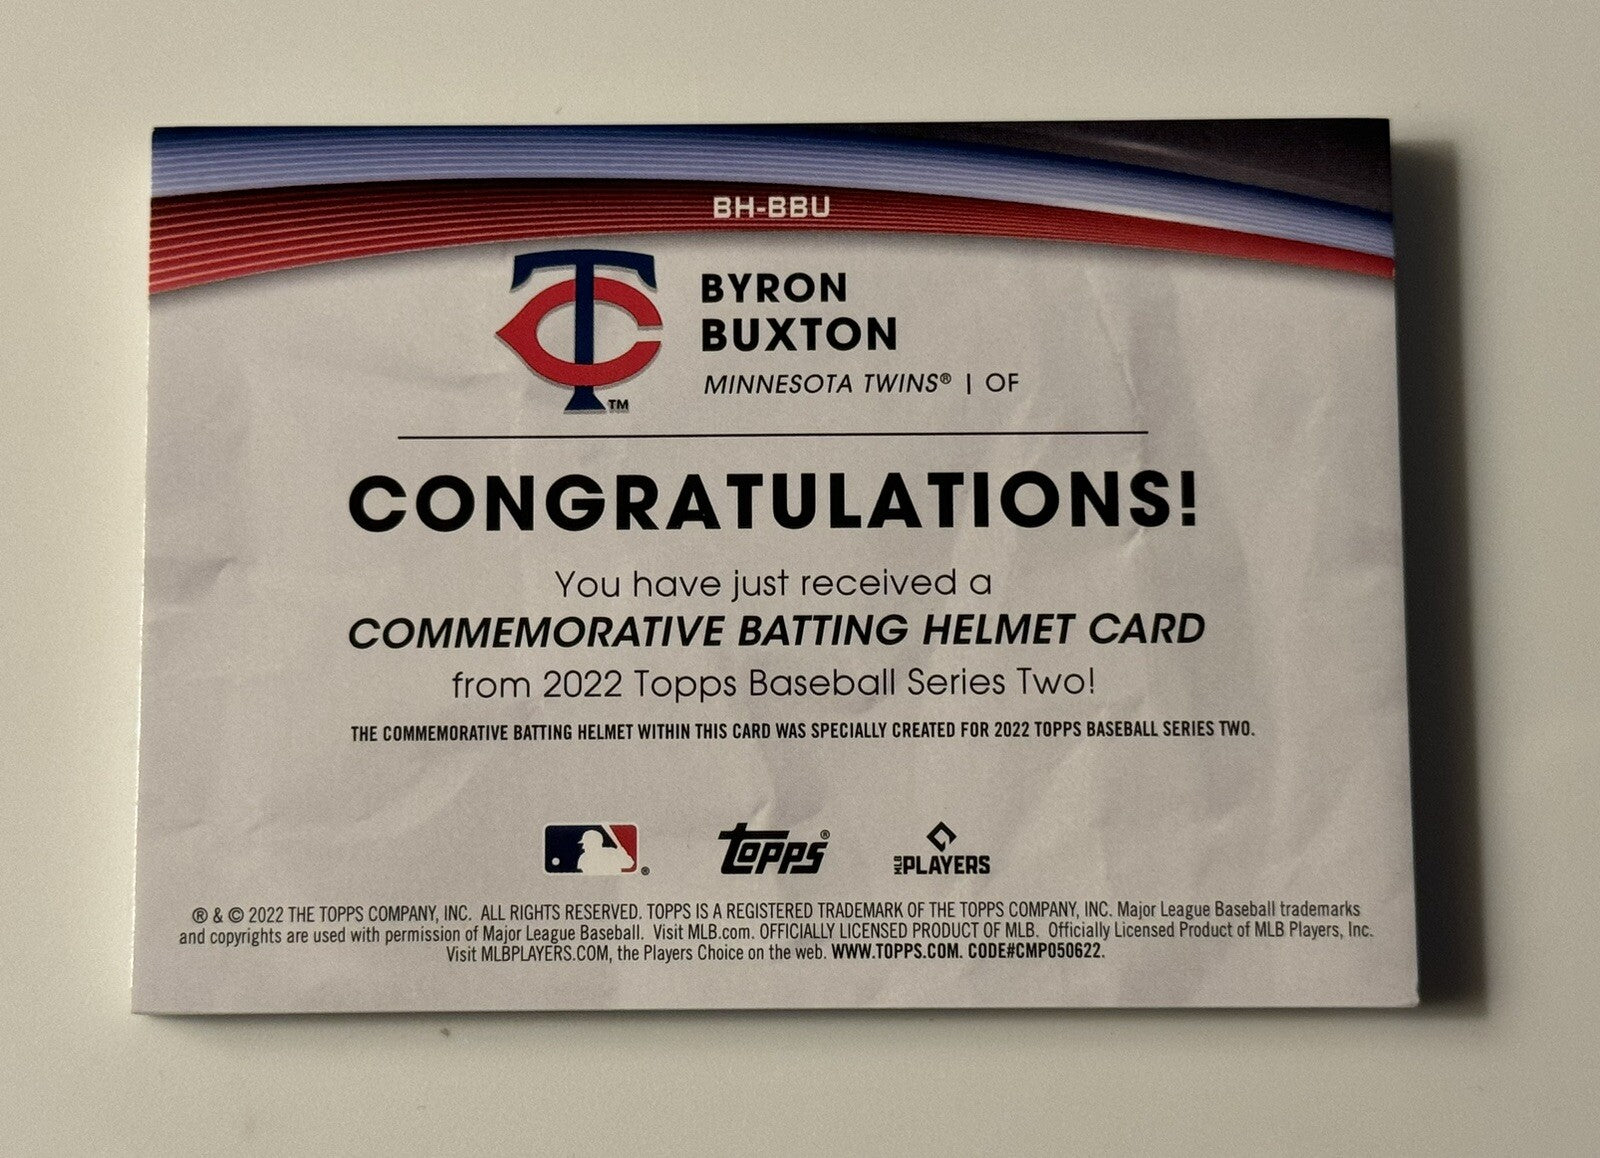 BH-BBU
TC™
BYRON
BUXTON
MINNESOTA TWINS® | OF
CONGRATULATIONS!
You have just received a
COMMEMORATIVE BATTING HELMET CARD
from 2022 Topps Baseball Series Two!
THE COMMEMORATIVE BATTING HELMET WITHIN THIS CARD WAS SPECIALLY CREATED FOR 2022 TOPPS BASEBALL SERIES TWO.
® Topps® MLB PLAYERS
® & © 2022 THE TOPPS COMPANY, INC. ALL RIGHTS RESERVED. TOPPS IS A REGISTERED TRADEMARK OF THE TOPPS COMPANY, INC. Major League Baseball trademarks
and copyrights are used with permission of Major League Baseball. Visit MLB.com. OFFICIALLY LICENSED PRODUCT OF MLB. Officially Licensed Product of MLB Players, Inc.
Visit MLBPLAYERS.COM, the Players Choice on the web. WWW.TOPPS.COM. CODE#CMP050622.